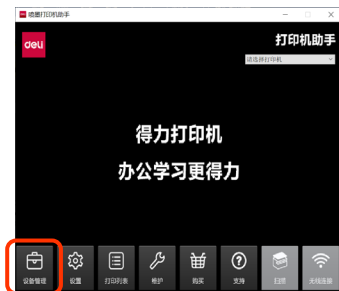 喷墨打印机助手
deli
打印机助手
请选择打印机
得力打印机
办公学习更得力
设备管理
设置
打印列表
维护
购买
支持
扫描
无线连接